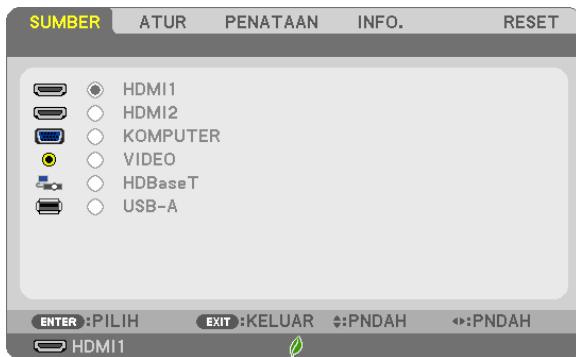 SUMBER ATUR PENATAAN INFO. RESET
HDMI1
HDMI2
KOMPUTER
VIDEO
HDBaseT
USB-A
ENTER :PILIH EXIT :KELUAR :PNDAH :PNDAH
HDMI1